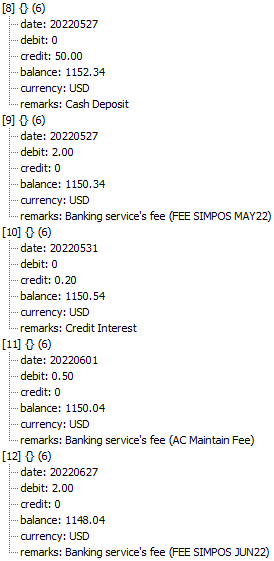 [8] {} (6)
date: 20220527
debit: 0
credit: 50.00
balance: 1152.34
currency: USD
remarks: Cash Deposit
[9] {} (6)
date: 20220527
debit: 2.00
credit: 0
balance: 1150.34
currency: USD
remarks: Banking service's fee (FEE SIMPOS MAY22)
[10] {} (6)
date: 20220531
debit: 0
credit: 0.20
balance: 1150.54
currency: USD
remarks: Credit Interest
[11] {} (6)
date: 20220601
debit: 0.50
credit: 0
balance: 1150.04
currency: USD
remarks: Banking service's fee (AC Maintain Fee)
[12] {} (6)
date: 20220627
debit: 2.00
credit: 0
balance: 1148.04
currency: USD
remarks: Banking service's fee (FEE SIMPOS JUN22)